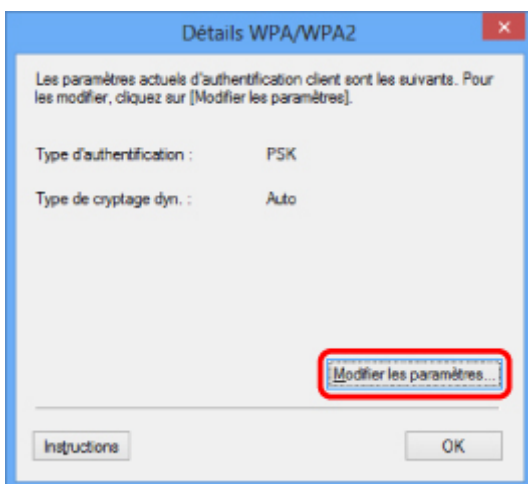 Détails WPA/WPA2
Les paramètres actuels d'authentification client sont les suivants. Pour
les modifier, cliquez sur [Modifier les paramètres].
Type d'authentification : PSK
Type de cryptage dyn. : Auto
Modifier les paramètres...
Instructions OK